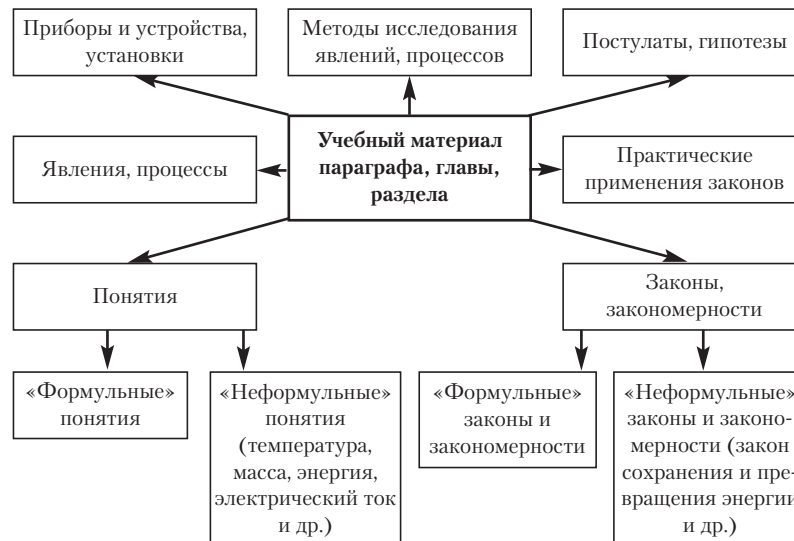 Приборы и устройства,
установки
Методы исследования
явлений, процессов
Постулаты, гипотезы
Явления, процессы
Учебный материал
параграфа, главы,
раздела
Практические
применения законов
Понятия
Законы,
закономерности
«Формульные»
понятия
«Неформульные»
понятия
(температура,
масса, энергия,
электрический ток
и др.)
«Формульные»
законы и
закономерности
«Неформульные»
законы и законо-
мерности (закон
сохранения и пре-
вращения энергии
и др.)